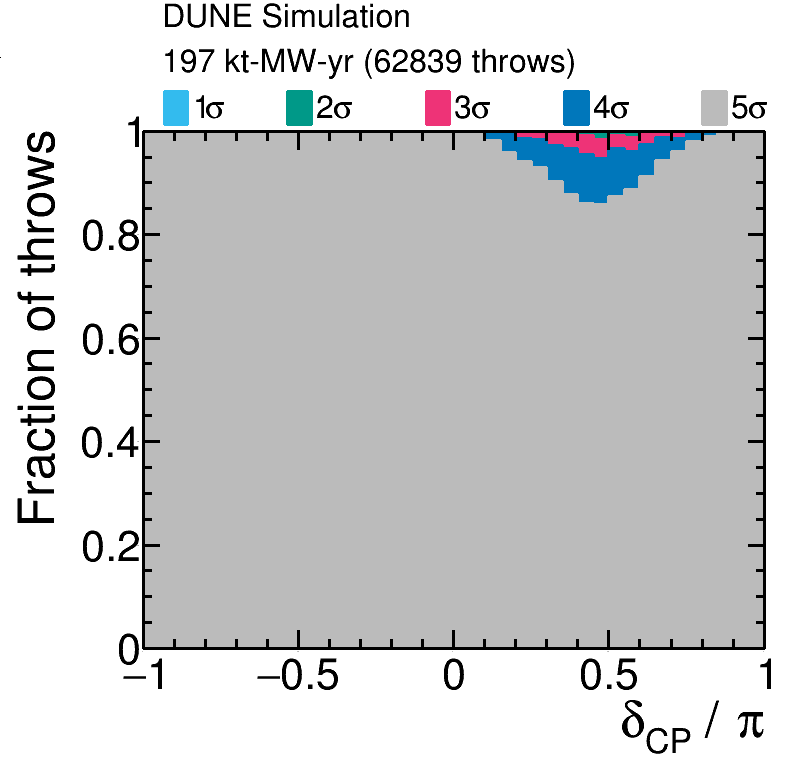 DUNE Simulation
197 kt-MW-yr (62839 throws)
1σ 2σ 3σ 4σ 5σ
Fraction of throws
1
0.8
0.6
0.4
0.2
0
−1 −0.5 0 0.5 1
δCP / π